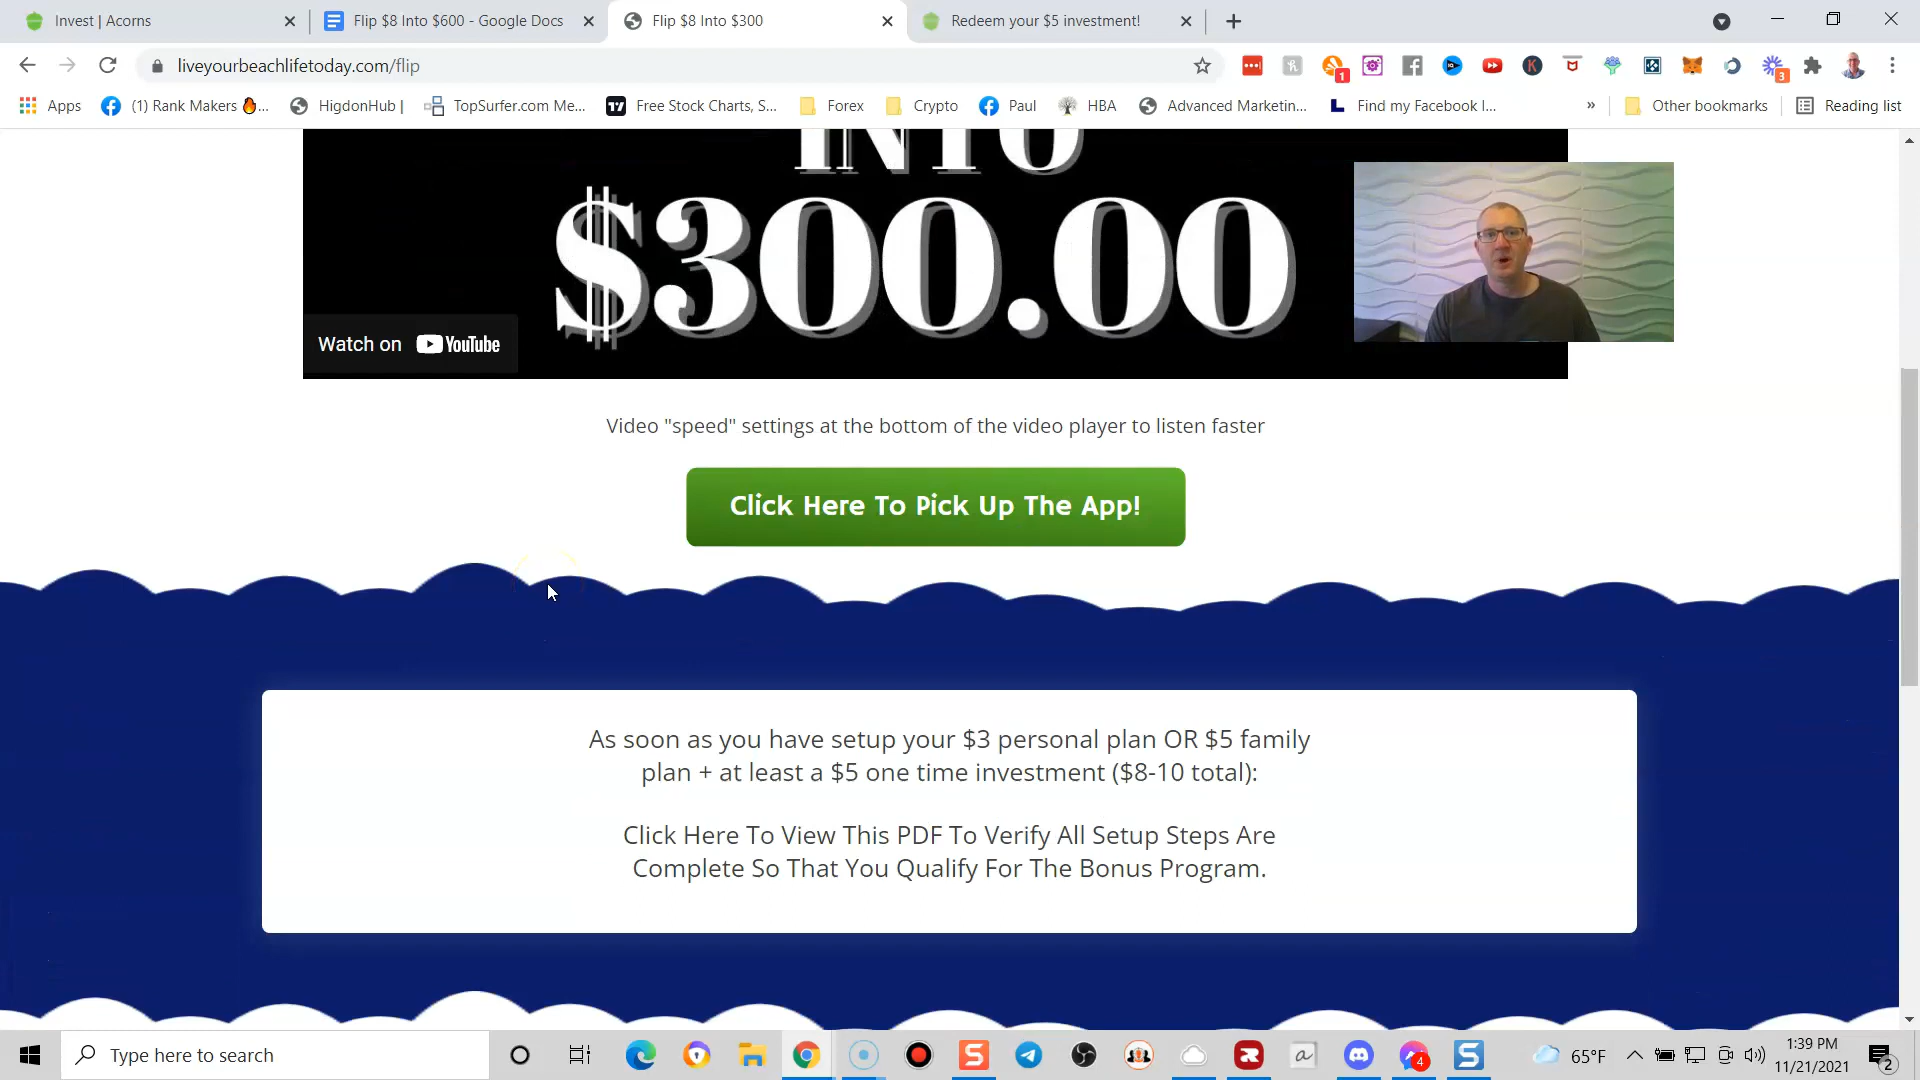 Invest | Acorns
Flip $8 Into $600 - Google Docs
Flip $8 Into $300
Redeem your $5 investment!
liveyourbeachlifetoday.com/flip
1
3
Apps
(1) Rank Makers 🔥...
HigdonHub |
TopSurfer.com Me...
Free Stock Charts, S...
Forex
Crypto
Paul
HBA
Advanced Marketin...
Find my Facebook I...
»
Other bookmarks
Reading list
INTO
$300.00
Watch on YouTube
Video "speed" settings at the bottom of the video player to listen faster
Click Here To Pick Up The App!
As soon as you have setup your $3 personal plan OR $5 family
plan + at least a $5 one time investment ($8-10 total):
Click Here To View This PDF To Verify All Setup Steps Are
Complete So That You Qualify For The Bonus Program.
Type here to search
4
65°F
1:39 PM
11/21/2021
2